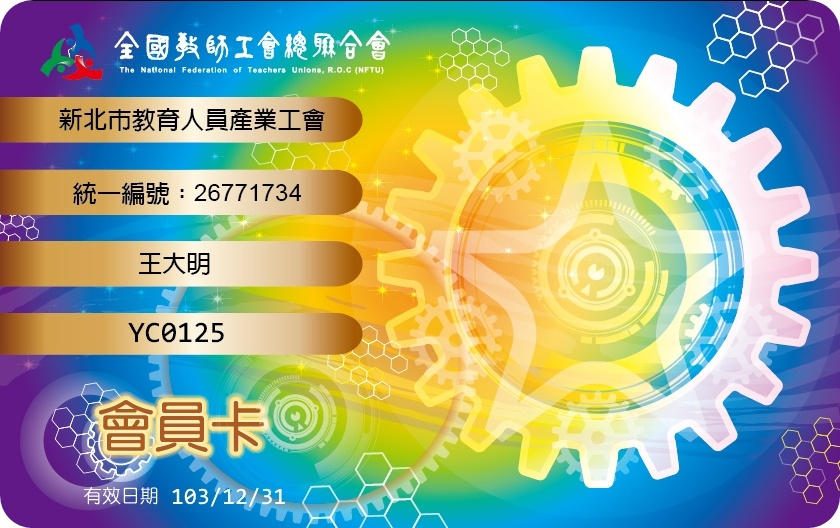 全國教師工會總聯合會
The National Federation of Teachers Unions, R.O.C (NFTU)
新北市教育人員產業工會
統一編號：26771734
王大明
YC0125
會員卡
有效日期 103/12/31